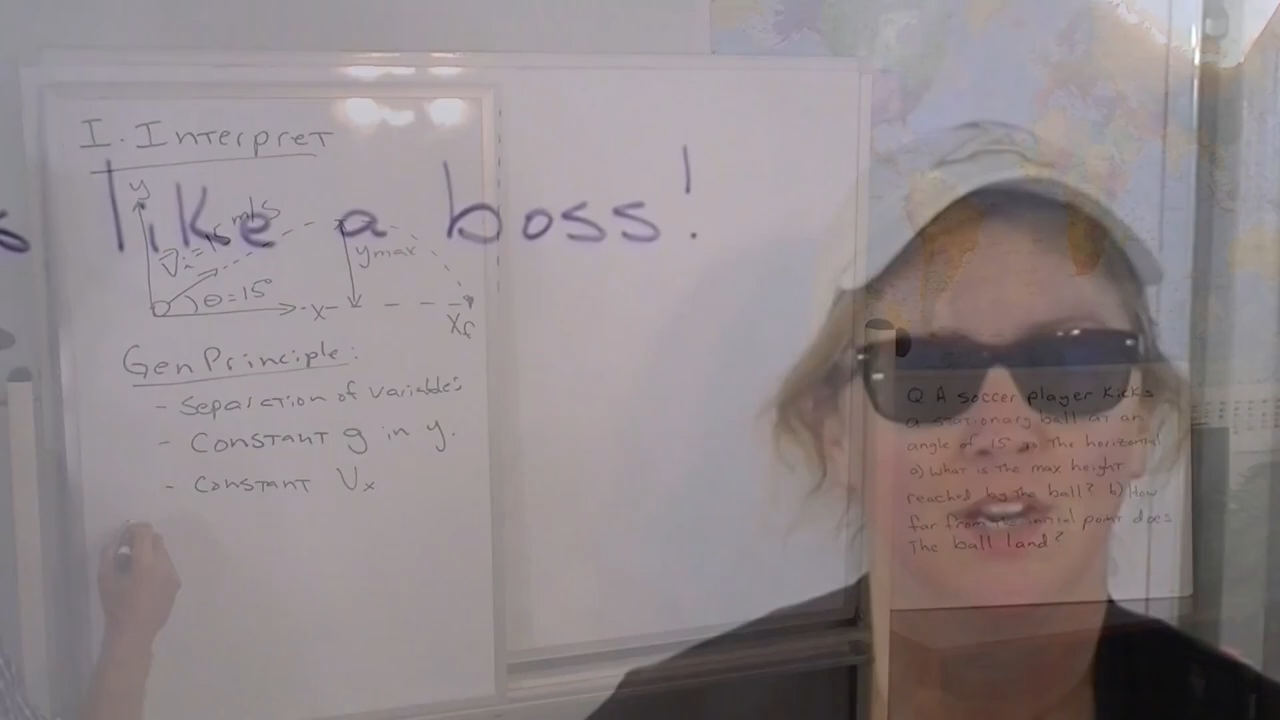 I. Interpret
like a boss!
y
V⃗i = 15 m/s
ymax
θ=15°
x
Xf
Gen Principle:
- Separation of variables
- Constant g in y.
- Constant Vx
Q A soccer player kicks
a stationary ball at an
angle of 15 to the horizontal
a) What is the max height
reached by the ball? b) How
far from its initial point does
The ball land?